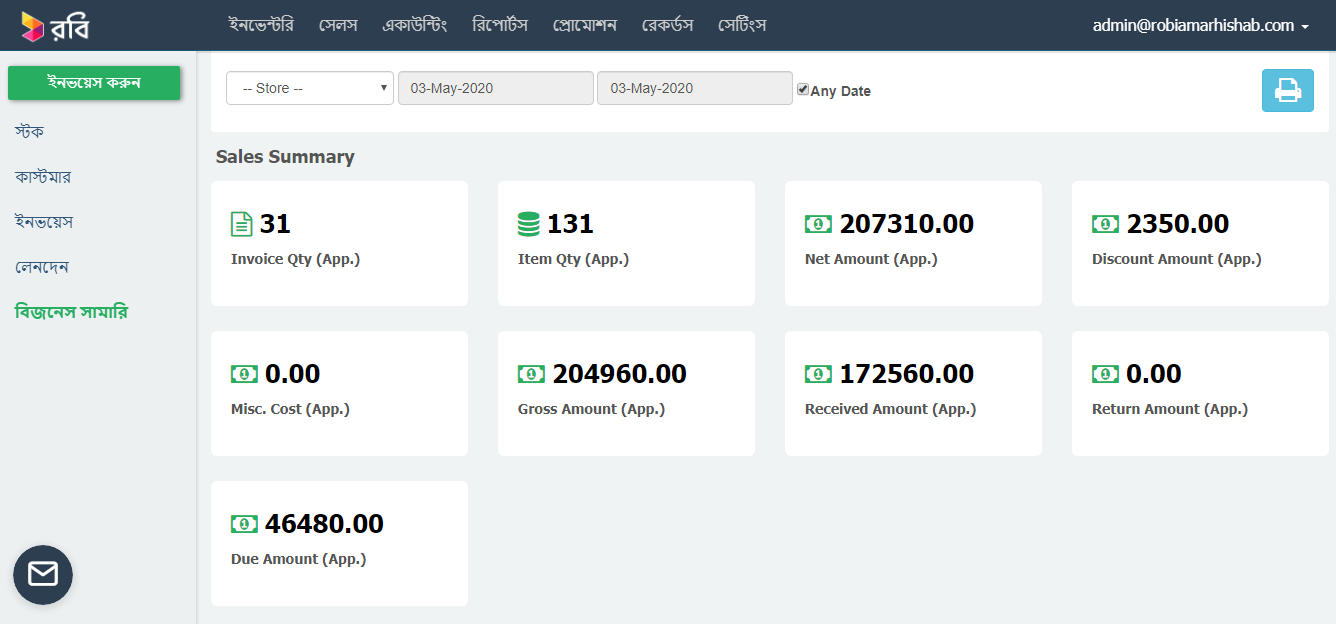 রবি
ইনভেন্টরি সেলস একাউন্টিং রিপোর্টস প্রোমোশন রেকর্ডস সেটিংস
admin@robiamarhishab.com
ইনভয়েস করুন
স্টক
কাস্টমার
ইনভয়েস
লেনদেন
বিজনেস সামারি
-- Store --
03-May-2020
03-May-2020
Any Date
Sales Summary
31
Invoice Qty (App.)
131
Item Qty (App.)
207310.00
Net Amount (App.)
2350.00
Discount Amount (App.)
0.00
Misc. Cost (App.)
204960.00
Gross Amount (App.)
172560.00
Received Amount (App.)
0.00
Return Amount (App.)
46480.00
Due Amount (App.)